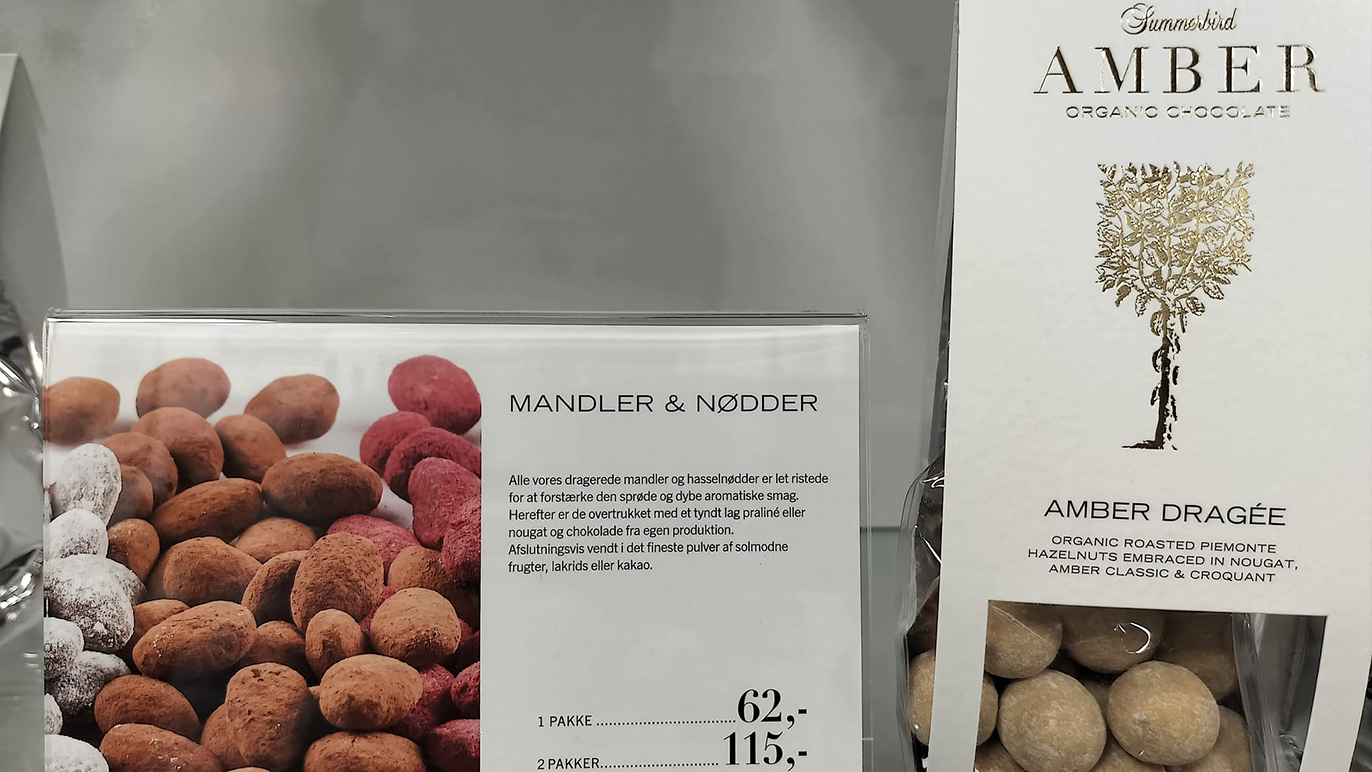 MANDLER & NØDDER
Alle vores dragerede mandler og hasselnødder er let ristede
for at forstærke den sprøde og dybe aromatiske smag.
Herefter er de overtrukket med et tyndt lag praliné eller
nougat og chokolade fra egen produktion.
Afslutningsvis vendt i det fineste pulver af solmodne
frugter, lakrids eller kakao.
1 PAKKE ................................... 62,-
2 PAKKER.............................. 115,-
Summerbird
AMBER
ORGANIC CHOCOLATE
AMBER DRAGÉE
ORGANIC ROASTED PIEMONTE
HAZELNUTS EMBRACED IN NOUGAT,
AMBER CLASSIC & CROQUANT